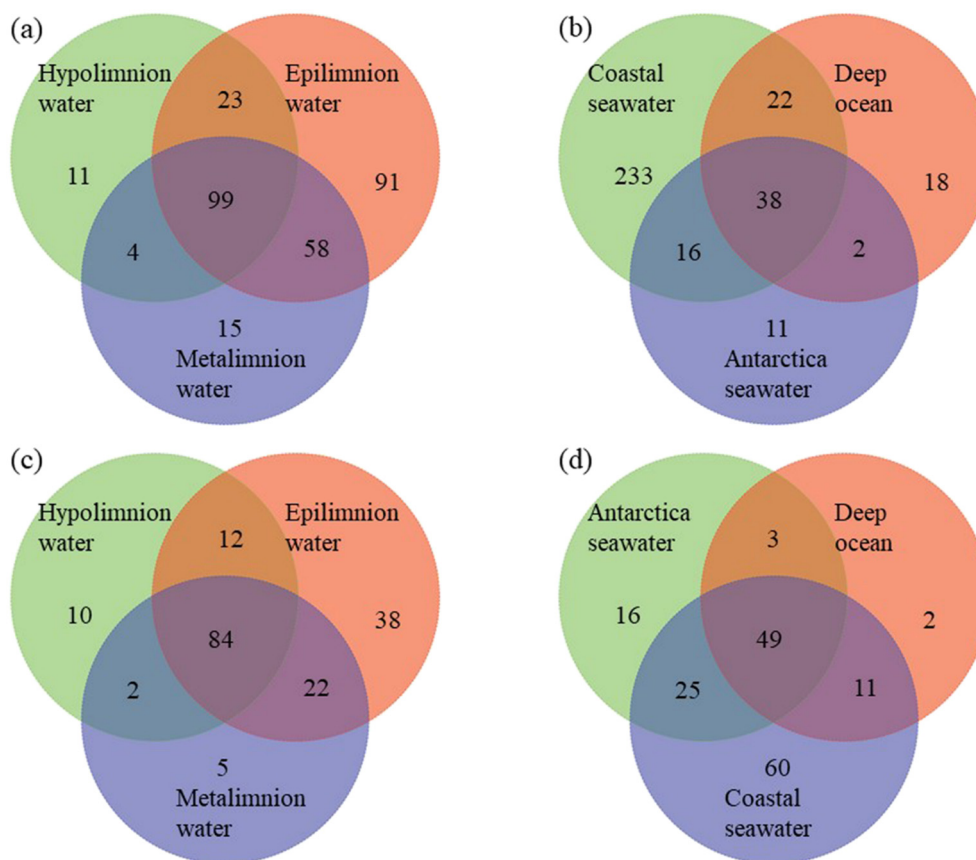 (a)
Hypolimnion
water
Epilimnion
water
23
11
91
99
4
58
15
Metalimnion
water
(b)
Coastal
seawater
Deep
ocean
22
233
18
38
16
2
11
Antarctica
seawater
(c)
Hypolimnion
water
Epilimnion
water
12
10
38
84
2
22
5
Metalimnion
water
(d)
Antarctica
seawater
Deep
ocean
3
16
2
49
25
11
60
Coastal
seawater